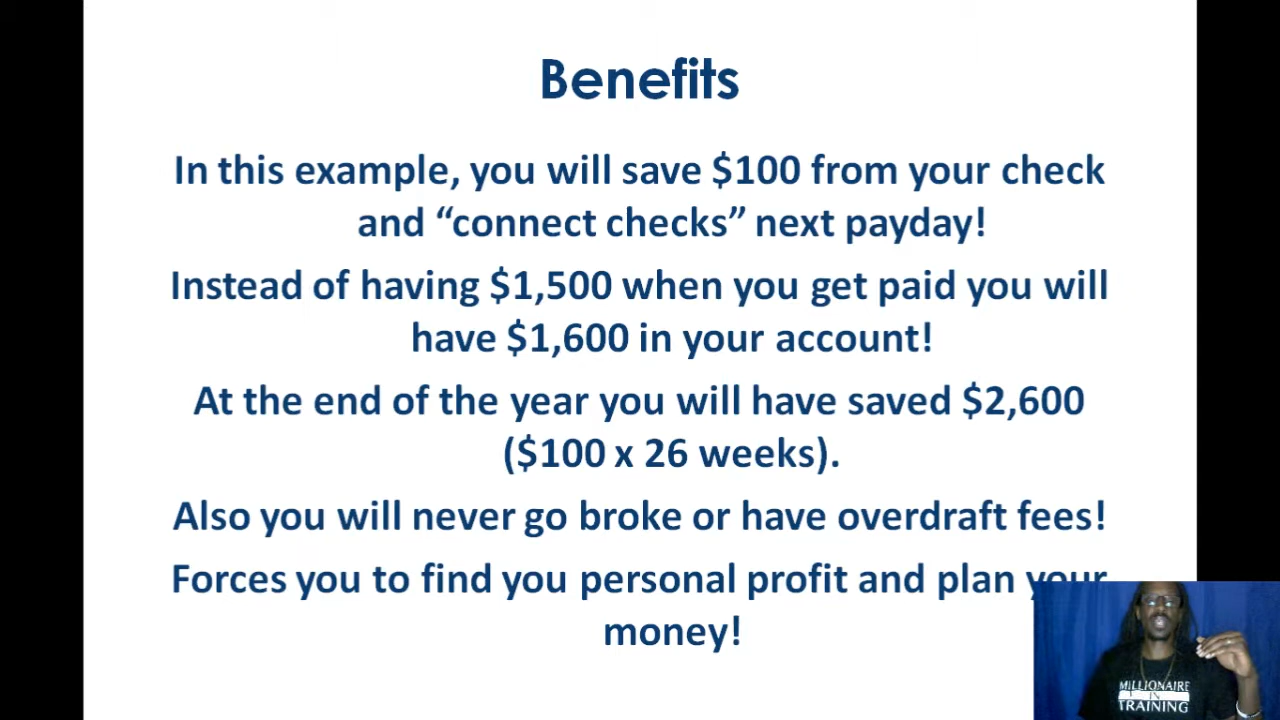 Benefits
In this example, you will save $100 from your check
and “connect checks” next payday!
Instead of having $1,500 when you get paid you will
have $1,600 in your account!
At the end of the year you will have saved $2,600
($100 x 26 weeks).
Also you will never go broke or have overdraft fees!
Forces you to find you personal profit and plan your
money!
MILLIONAIRE
IN
TRAINING